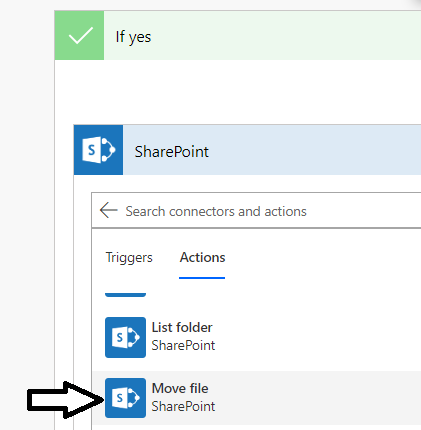 If yes
SharePoint
Search connectors and actions
Triggers Actions
List folder
SharePoint
Move file
SharePoint